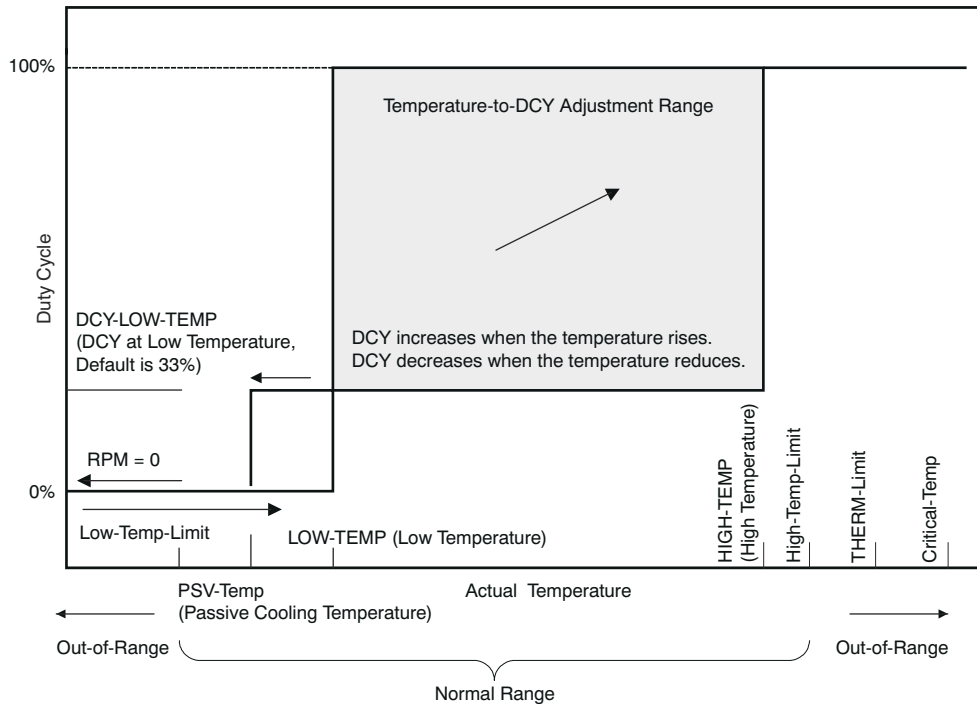 100%
Temperature-to-DCY Adjustment Range
Duty Cycle
DCY-LOW-TEMP
(DCY at Low Temperature,
Default is 33%)
DCY increases when the temperature rises.
DCY decreases when the temperature reduces.
RPM = 0
0%
Low-Temp-Limit
LOW-TEMP (Low Temperature)
HIGH-TEMP
(High Temperature)
High-Temp-Limit
THERM-Limit
Critical-Temp
PSV-Temp
(Passive Cooling Temperature)
Actual Temperature
Out-of-Range
Out-of-Range
Normal Range